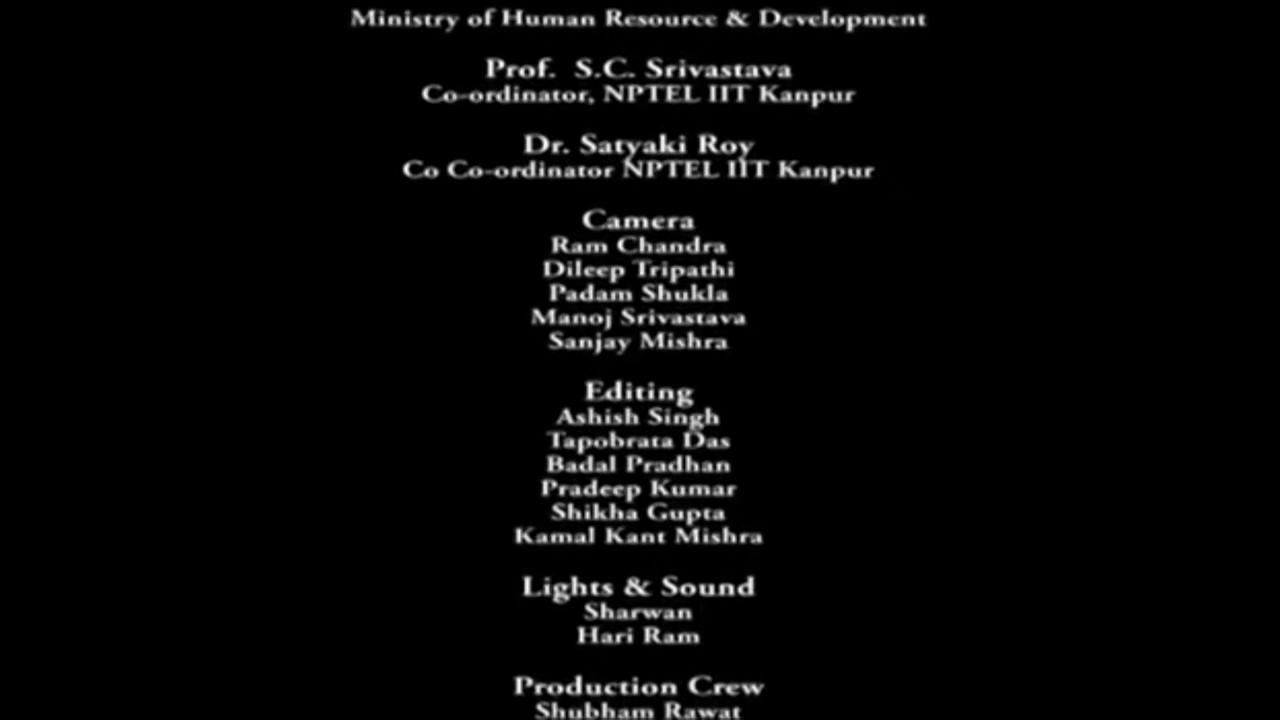 Ministry of Human Resource & Development
Prof. S.C. Srivastava
Co-ordinator, NPTEL IIT Kanpur
Dr. Satyaki Roy
Co Co-ordinator NPTEL IIT Kanpur
Camera
Ram Chandra
Dileep Tripathi
Padam Shukla
Manoj Srivastava
Sanjay Mishra
Editing
Ashish Singh
Tapobrata Das
Badal Pradhan
Pradeep Kumar
Shikha Gupta
Kamal Kant Mishra
Lights & Sound
Sharwan
Hari Ram
Production Crew
Shubham Rawat